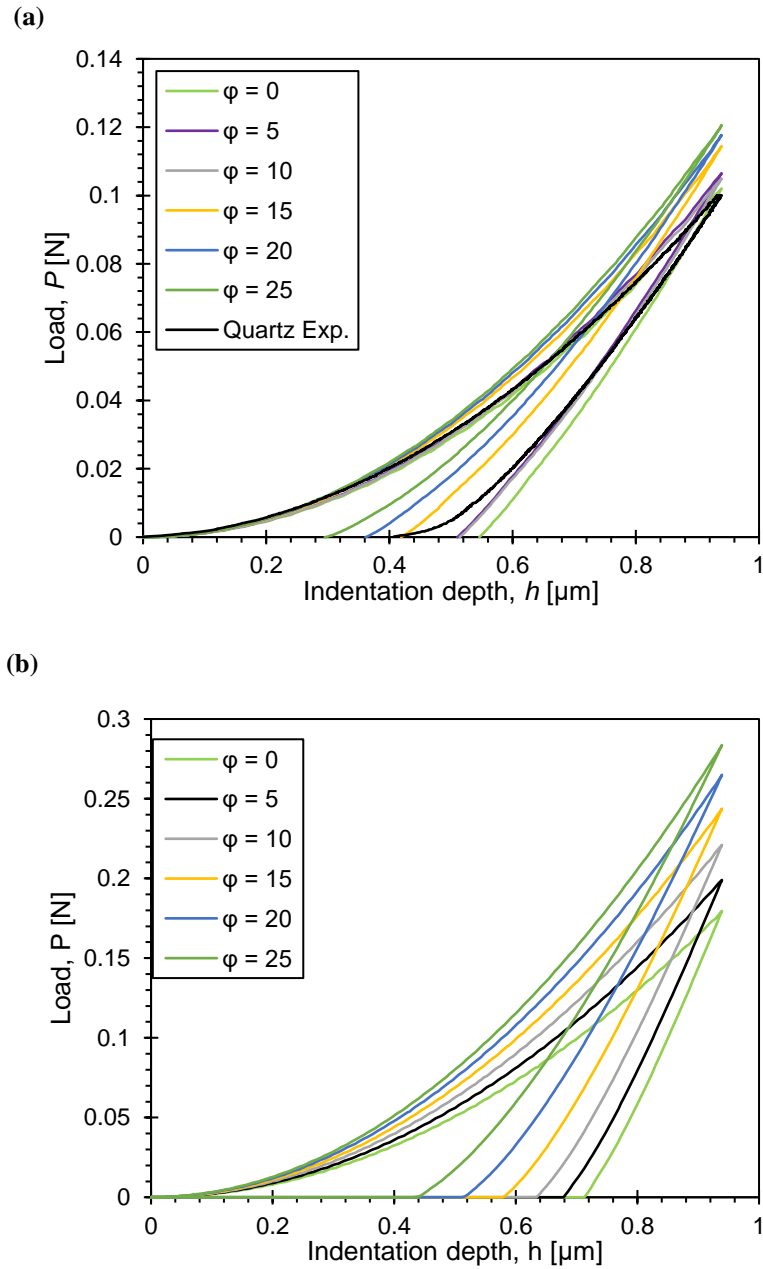 (a)
0.14
0.12
0.1
0.08
0.06
0.04
0.02
0
Load, P [N]
φ = 0
φ = 5
φ = 10
φ = 15
φ = 20
φ = 25
Quartz Exp.
0 0.2 0.4 0.6 0.8 1
Indentation depth, h [µm]
(b)
0.3
0.25
0.2
0.15
0.1
0.05
0
Load, P [N]
φ = 0
φ = 5
φ = 10
φ = 15
φ = 20
φ = 25
0 0.2 0.4 0.6 0.8 1
Indentation depth, h [µm]